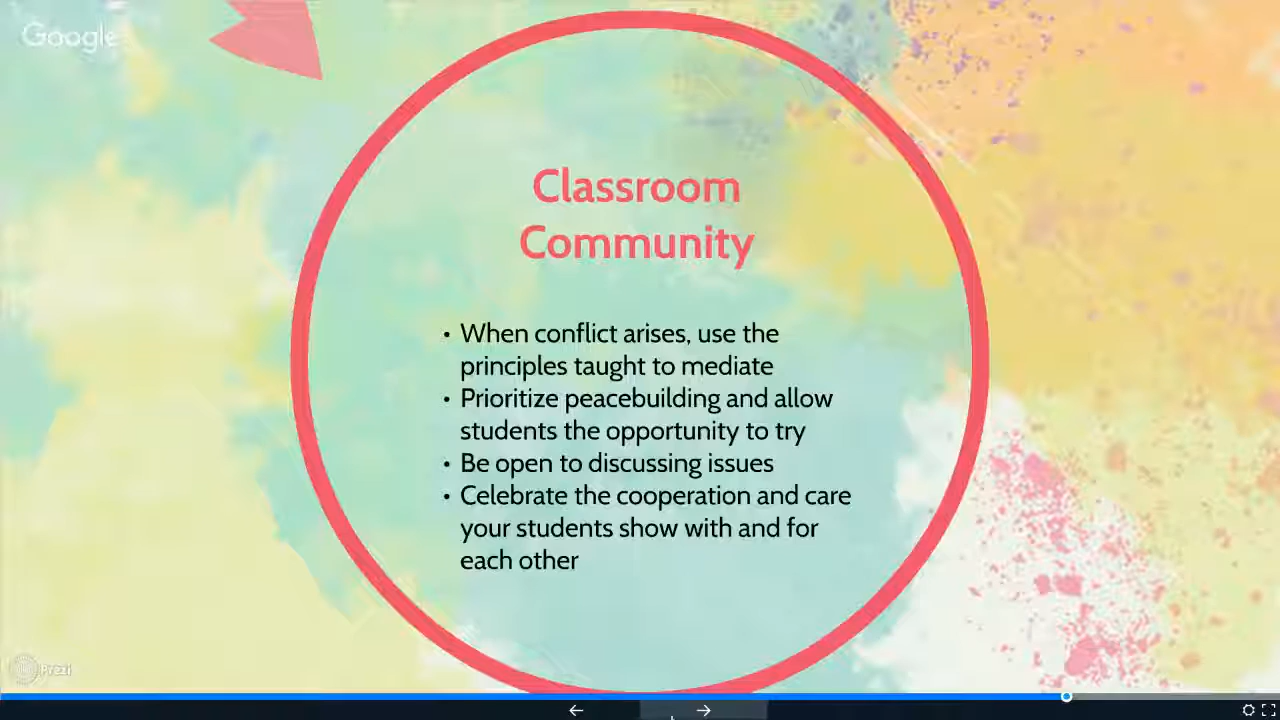 Google
Classroom
Community
• When conflict arises, use the
principles taught to mediate
• Prioritize peacebuilding and allow
students the opportunity to try
• Be open to discussing issues
• Celebrate the cooperation and care
your students show with and for
each other
Prezi